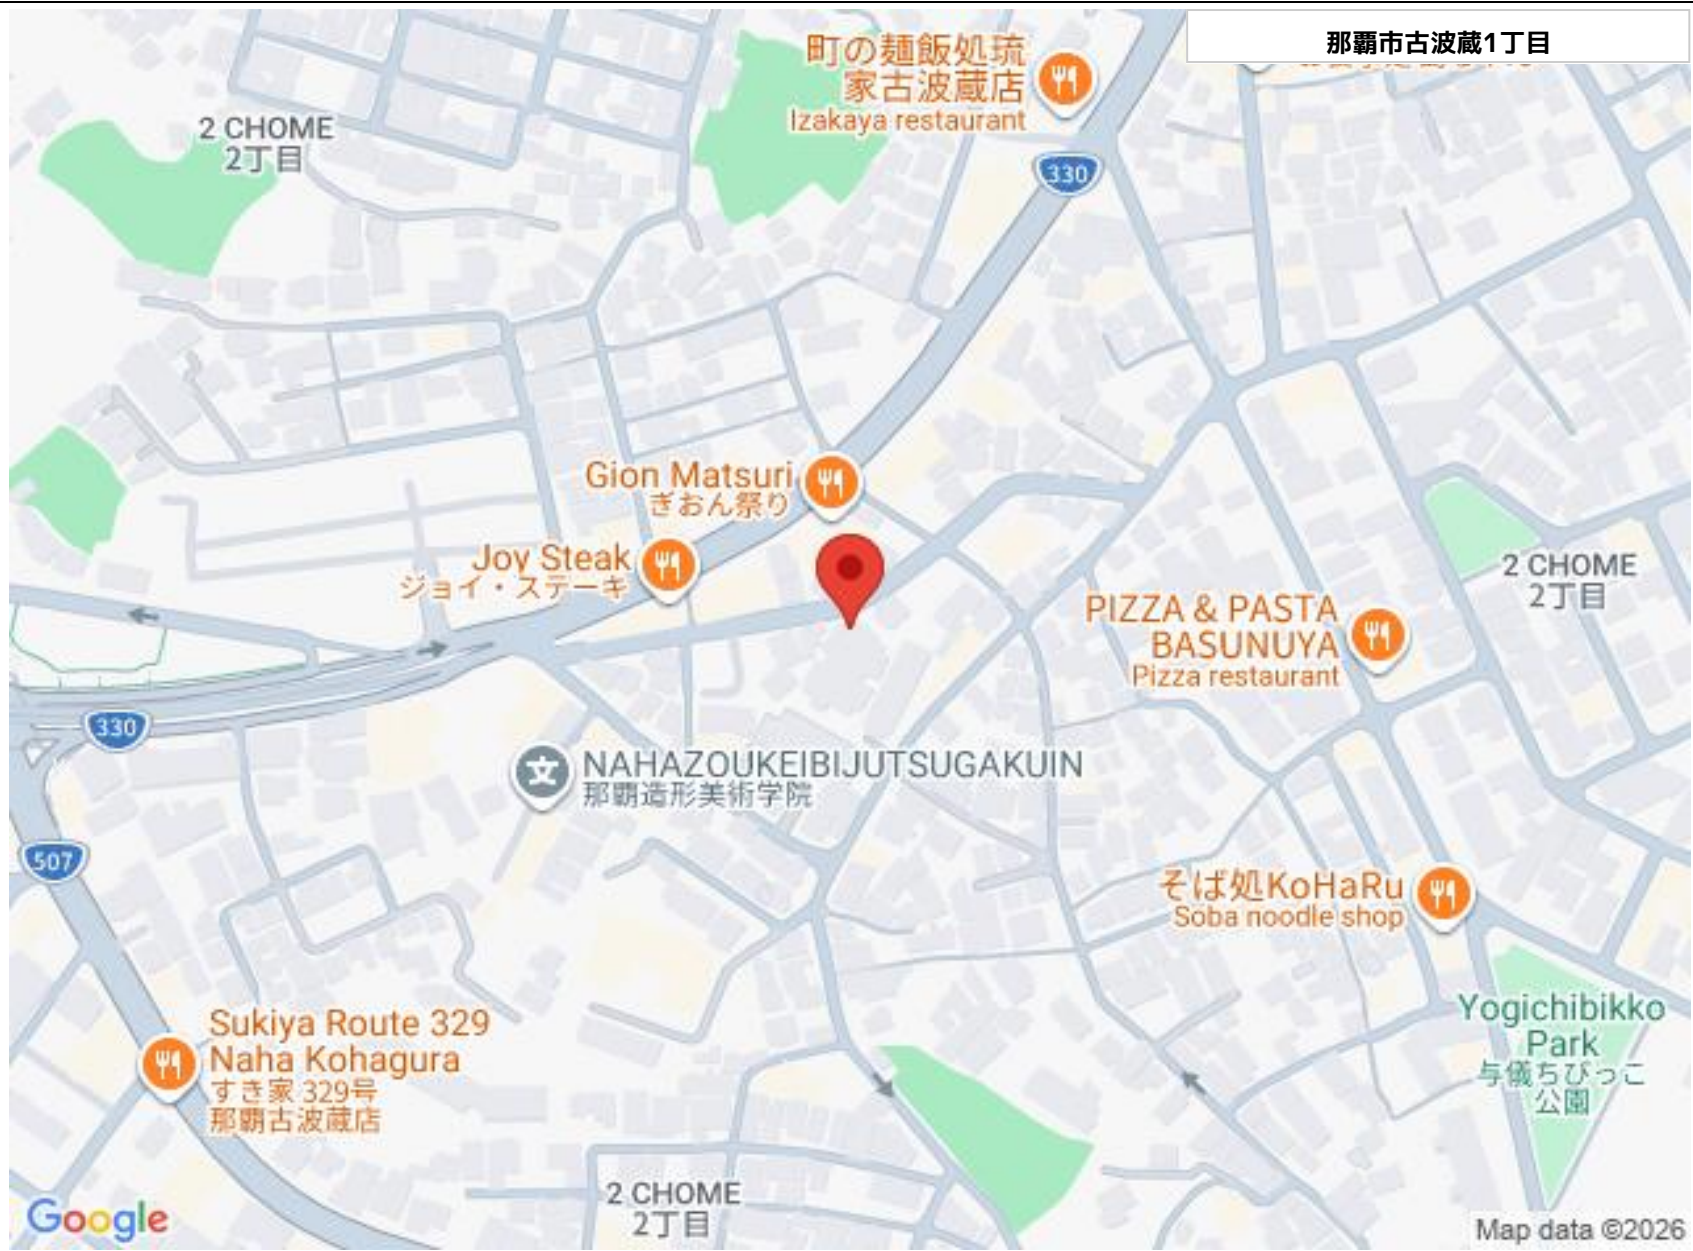 那覇市古波蔵1丁目
町の麺飯処琉
家古波蔵店
Izakaya restaurant
330
2 CHOME
2丁目
Gion Matsuri
ぎおん祭り
Joy Steak
ジョイ・ステーキ
2 CHOME
2丁目
PIZZA & PASTA
BASUNUYA
Pizza restaurant
330
NAHAZOUKEIBIJUTSUGAKUIN
那覇造形美術学院
507
そば処KoHaRu
Soba noodle shop
Yogichibikko
Park
与儀ちびっこ
公園
Sukiya Route 329
Naha Kohagura
すき家 329号
那覇古波蔵店
2 CHOME
2丁目
Google
Map data ©2026